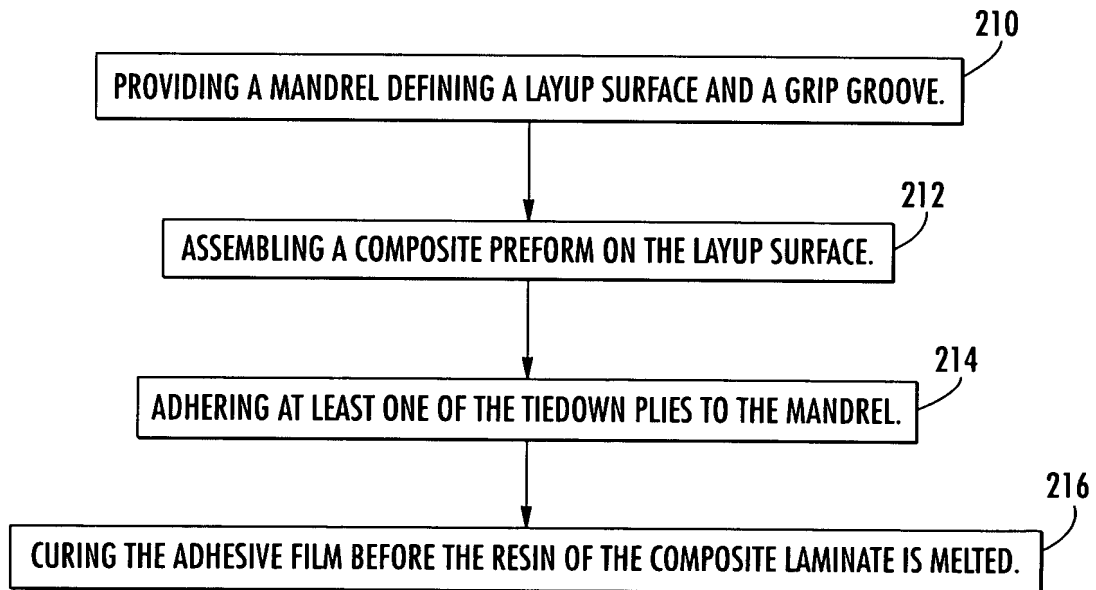 210
PROVIDING A MANDREL DEFINING A LAYUP SURFACE AND A GRIP GROOVE.
212
ASSEMBLING A COMPOSITE PREFORM ON THE LAYUP SURFACE.
214
ADHERING AT LEAST ONE OF THE TIEDOWN PLIES TO THE MANDREL.
216
CURING THE ADHESIVE FILM BEFORE THE RESIN OF THE COMPOSITE LAMINATE IS MELTED.